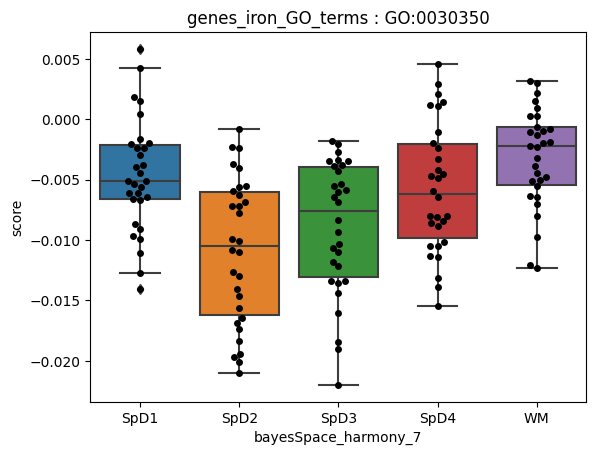 genes_iron_GO_terms : GO:0030350
0.005
0.000
−0.005
−0.010
−0.015
−0.020
score
SpD1 SpD2 SpD3 SpD4 WM
bayesSpace_harmony_7